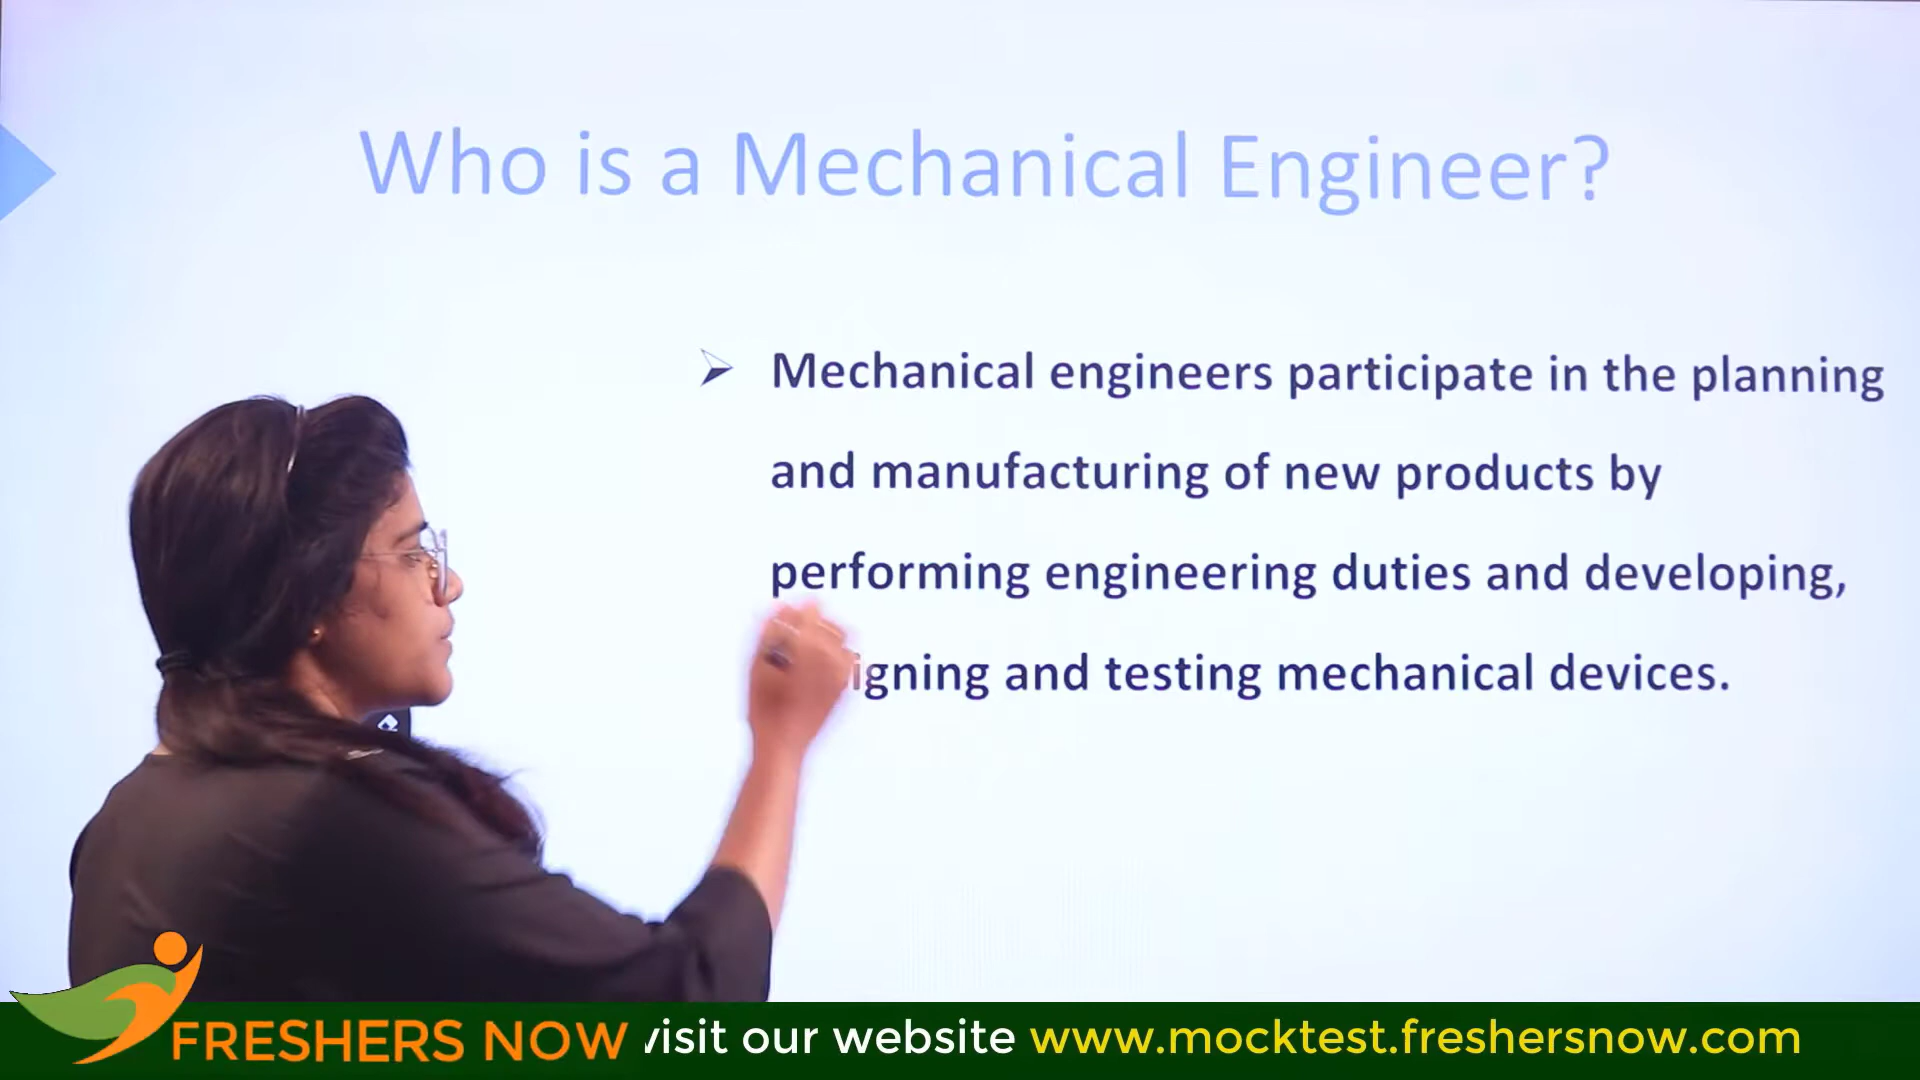 Who is a Mechanical Engineer?
Mechanical engineers participate in the planning
and manufacturing of new products by
performing engineering duties and developing,
and testing mechanical devices.
FRESHERS NOW
visit our website www.mocktest.freshersnow.com